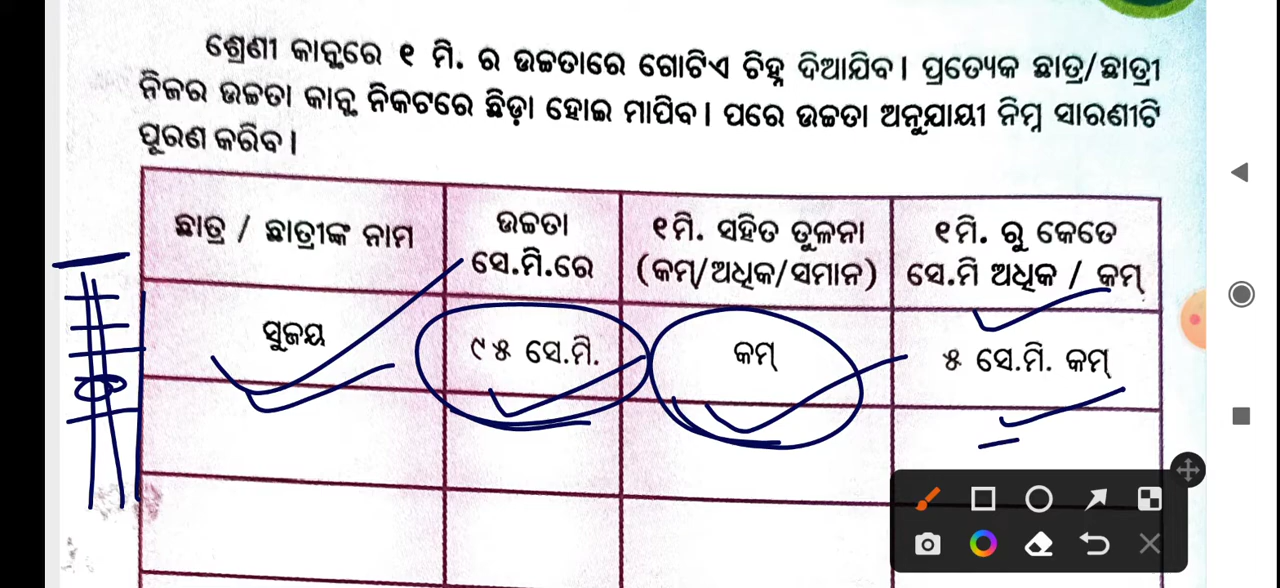 ଶ୍ରେଣୀ କାନ୍ଥରେ ୧ ମି. ର ଉଚ୍ଚତାରେ ଗୋଟିଏ ଚିହ୍ନ ଦିଆଯିବ। ପ୍ରତ୍ୟେକ ଛାତ୍ର/ଛାତ୍ରୀ
ନିଜର ଉଚ୍ଚତା କାନ୍ଥ ନିକଟରେ ଛିଡ଼ା ହୋଇ ମାପିବ। ପରେ ଉଚ୍ଚତା ଅନୁଯାୟୀ ନିମ୍ନ ସାରଣୀଟି
ପୂରଣ କରିବ।
ଛାତ୍ର / ଛାତ୍ରୀଙ୍କ ନାମ
ଉଚ୍ଚତା
ସେ.ମି.ରେ
୧ମି. ସହିତ ତୁଳନା
(କମ୍/ଅଧିକ/ସମାନ)
୧ମି. ରୁ କେତେ
ସେ.ମି ଅଧିକ / କମ୍
ସୁଜୟ
୯୫ ସେ.ମି.
କମ୍
୫ ସେ.ମି. କମ୍